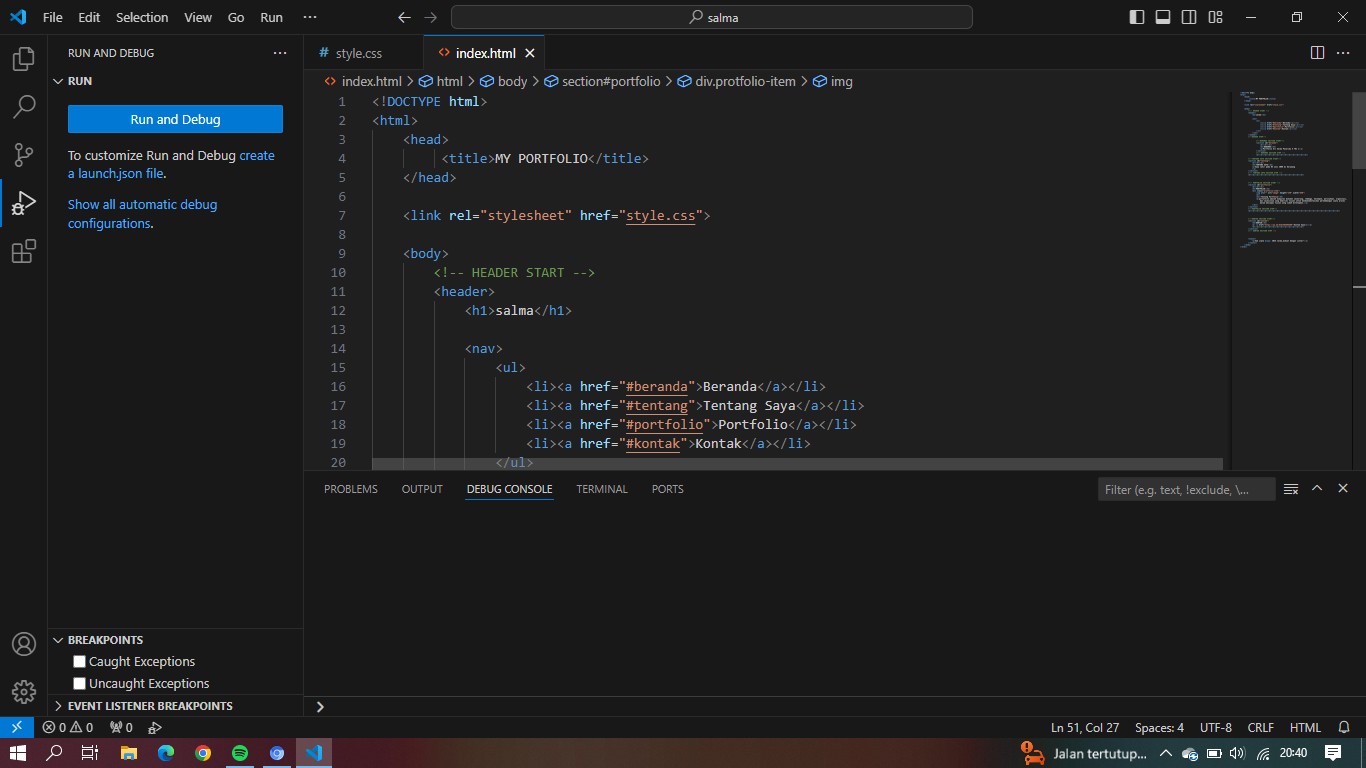 File Edit Selection View Go Run ···
salma
RUN AND DEBUG ···
RUN
Run and Debug
To customize Run and Debug create
a launch.json file.
Show all automatic debug
configurations.
# style.css
<> index.html
<> index.html > html > body > section#portfolio > div.protfolio-item > img
1 <!DOCTYPE html>
2 <html>
3 <head>
4 <title>MY PORTFOLIO</title>
5 </head>
6
7 <link rel="stylesheet" href="style.css">
8
9 <body>
10 <!-- HEADER START -->
11 <header>
12 <h1>salma</h1>
13
14 <nav>
15 <ul>
16 <li><a href="#beranda">Beranda</a></li>
17 <li><a href="#tentang">Tentang Saya</a></li>
18 <li><a href="#portfolio">Portfolio</a></li>
19 <li><a href="#kontak">Kontak</a></li>
20 </ul>
PROBLEMS OUTPUT DEBUG CONSOLE TERMINAL PORTS
Filter (e.g. text, !exclude, \...
BREAKPOINTS
Caught Exceptions
Uncaught Exceptions
EVENT LISTENER BREAKPOINTS
0 0 0
Ln 51, Col 27 Spaces: 4 UTF-8 CRLF HTML
Jalan tertutup... 20:40